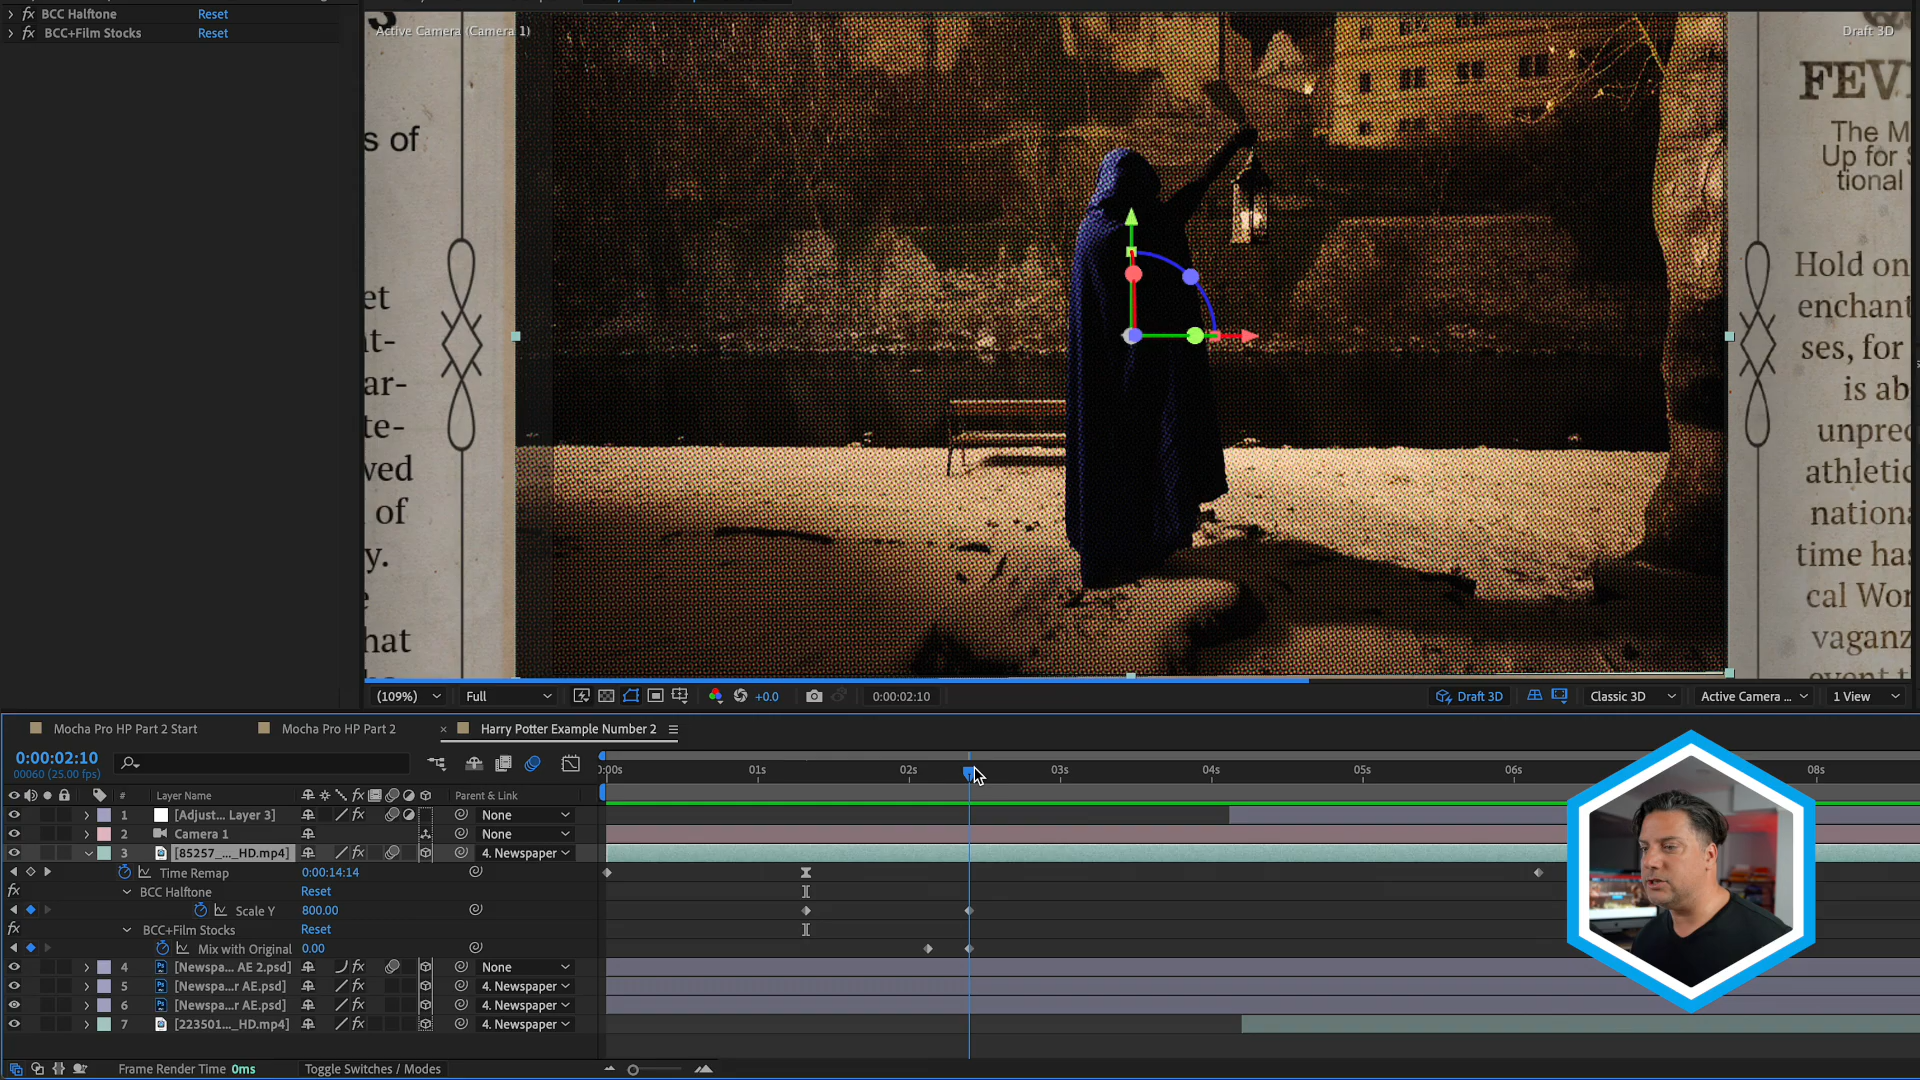 BCC Halftone Reset
BCC+Film Stocks Reset
Active Camera (Camera 1)
Draft 3D
s of
et
t-
ar-
te-
wed
of
y.
hat
FEV
The M
Up for S
tional
Hold on
enchant
ses, for
is ab
unprec
athletic
nationa
time has
cal Wor
vaganz
event t
(109%) Full +0.0 0:00:02:10 Draft 3D Classic 3D Active Camera ... 1 View
Mocha Pro HP Part 2 Start Mocha Pro HP Part 2 × Harry Potter Example Number 2
0:00:02:10
00060 (25.00 fps)
0:00s 01s 02s 03s 04s 05s 06s 08s
# Layer Name Parent & Link
1 [Adjust... Layer 3] None
2 Camera 1 None
3 [85257_..._HD.mp4] 4. Newspaper
Time Remap 0:00:14:14
fx BCC Halftone Reset
Scale Y 800.00
fx BCC+Film Stocks Reset
Mix with Original 0.00
4 [Newspa... AE 2.psd] None
5 [Newspa...r AE.psd] 4. Newspaper
6 [Newspa...r AE.psd] 4. Newspaper
7 [223501..._HD.mp4] 4. Newspaper
Frame Render Time 0ms Toggle Switches / Modes